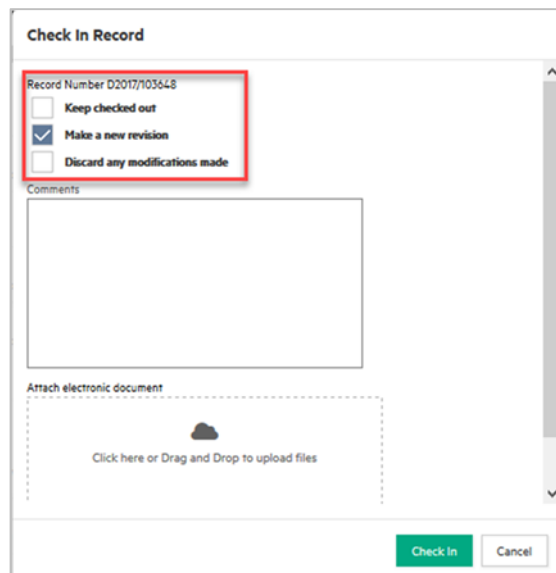 Check In Record
Record Number D2017/103648
Keep checked out
Make a new revision
Discard any modifications made
Comments
Attach electronic document
Click here or Drag and Drop to upload files
Check In
Cancel